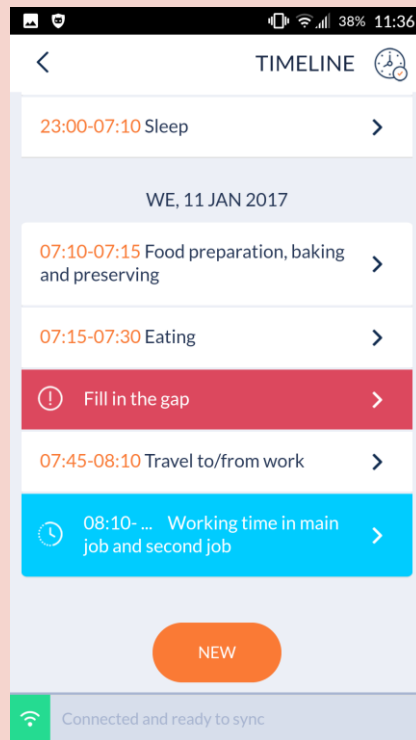 38% 11:36
TIMELINE
23:00-07:10 Sleep
WE, 11 JAN 2017
07:10-07:15 Food preparation, baking
and preserving
07:15-07:30 Eating
Fill in the gap
07:45-08:10 Travel to/from work
08:10- ... Working time in main
job and second job
NEW
Connected and ready to sync